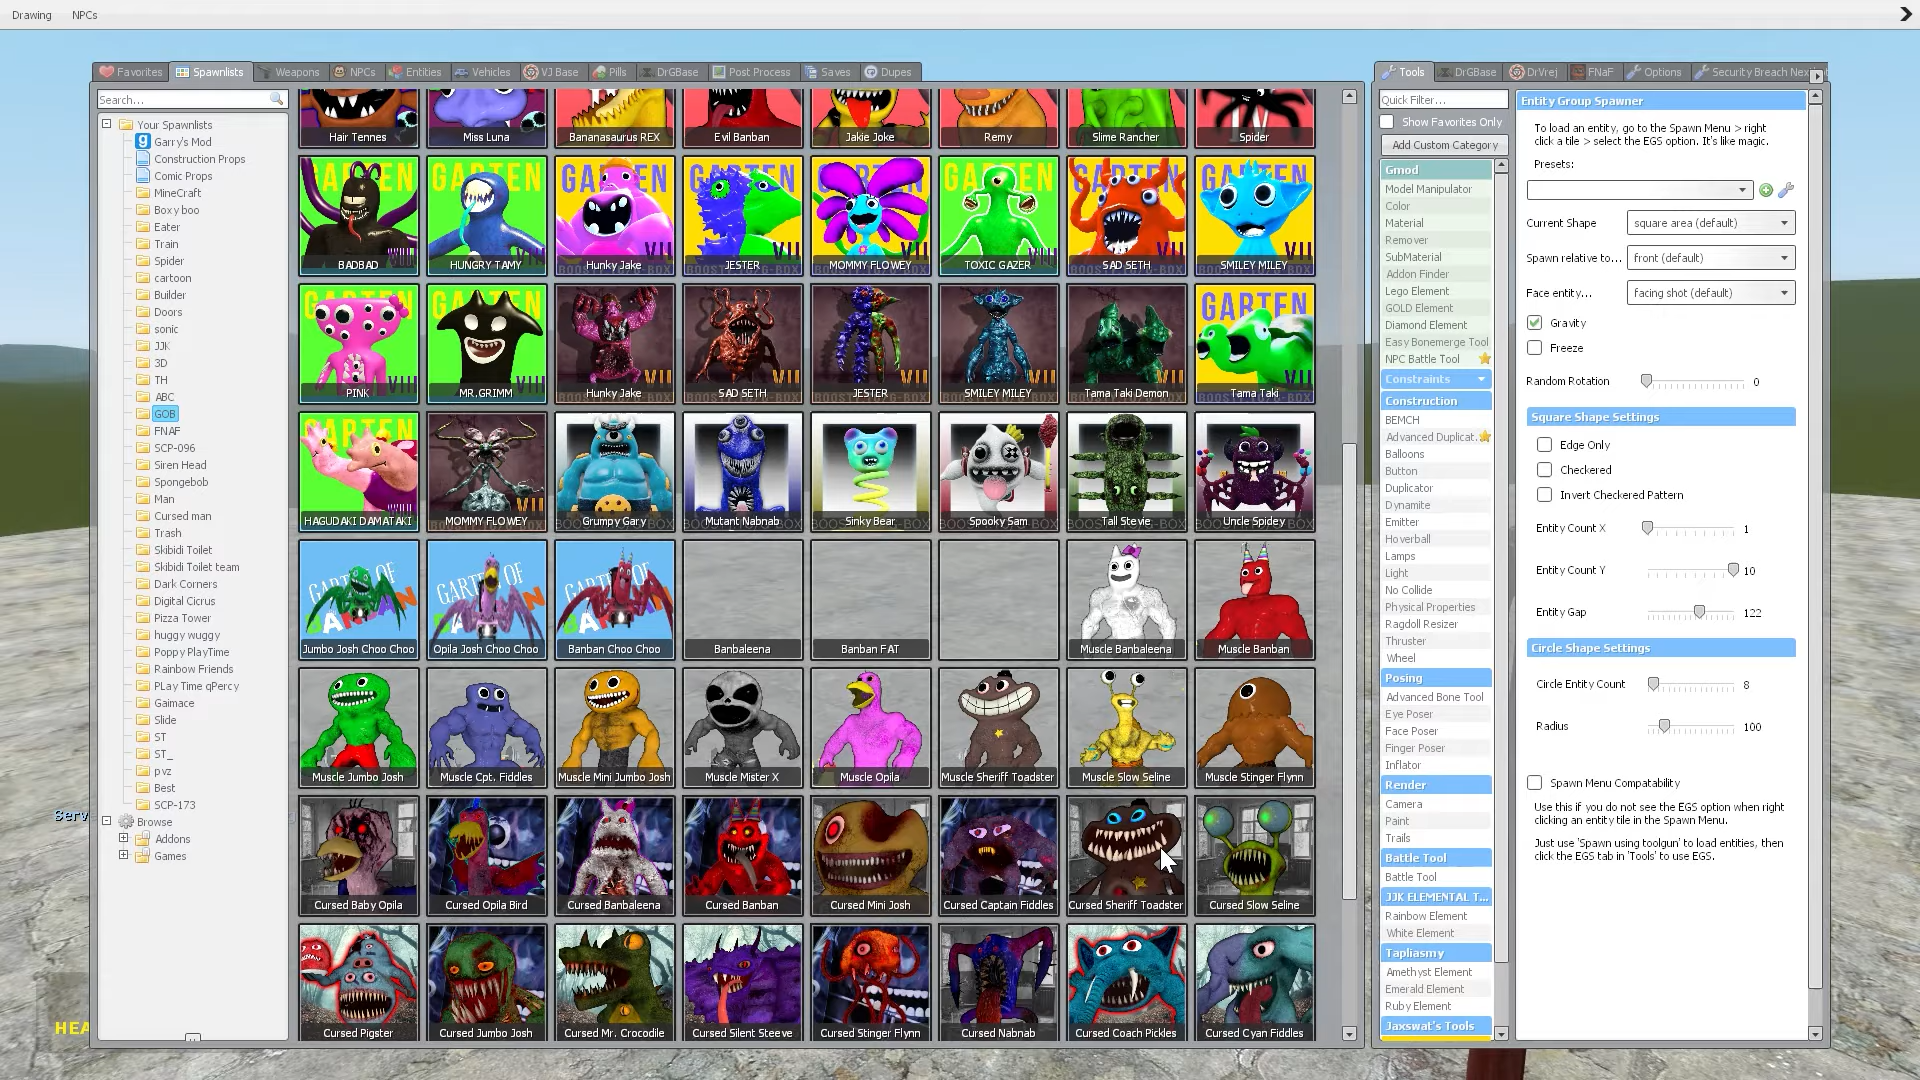 Drawing NPCs
Favorites Spawnlists Weapons NPCs Entities Vehicles VJ Base Pills DrGBase Post Process Saves Dupes
Search...
Your Spawnlists
Garry's Mod
Construction Props
Comic Props
MineCraft
Boxy boo
Eater
Train
Spider
cartoon
Builder
Doors
sonic
JJK
3D
TH
ABC
GOB
FNAF
SCP-096
Siren Head
Spongebob
Man
Cursed man
Trash
Skibidi Toilet
Skibidi Toilet team
Dark Corners
Digital Cicrus
Pizza Tower
huggy wuggy
Poppy PlayTime
Rainbow Friends
PLay Time qPercy
Gaimace
Slide
ST
ST_
pvz
Best
SCP-173
Browse
Addons
Games
Serv
HEA
Hair Tennes Miss Luna Bananasaurus REX Evil Banban Jakie Joke Remy Slime Rancher Spider
BADBAD HUNGRY TAMY Hunky Jake JESTER MOMMY FLOWEY TOXIC GAZER SAD SETH SMILEY MILEY
PINK MR.GRIMM Hunky Jake SAD SETH JESTER SMILEY MILEY Tama Taki Demon Tama Taki
HAGUDAKI DAMATAKI MOMMY FLOWEY Grumpy Gary Mutant Nabnab Sinky Bear Spooky Sam Tall Stevie Uncle Spidey
Jumbo Josh Choo Choo Opila Josh Choo Choo Banban Choo Choo Banbaleena Banban FAT Muscle Banbaleena Muscle Banban
Muscle Jumbo Josh Muscle Cpt. Fiddles Muscle Mini Jumbo Josh Muscle Mister X Muscle Opila Muscle Sheriff Toadster Muscle Slow Seline Muscle Stinger Flynn
Cursed Baby Opila Cursed Opila Bird Cursed Banbaleena Cursed Banban Cursed Mini Josh Cursed Captain Fiddles Cursed Sheriff Toadster Cursed Slow Seline
Cursed Pigster Cursed Jumbo Josh Cursed Mr. Crocodile Cursed Silent Steeve Cursed Stinger Flynn Cursed Nabnab Cursed Coach Pickles Cursed Cyan Fiddles
Tools DrGBase DrVrej FNaF Options Security Breach
Quick Filter...
Show Favorites Only
Add Custom Category
Gmod
Model Manipulator
Color
Material
Remover
SubMaterial
Addon Finder
Lego Element
GOLD Element
Diamond Element
Easy Bonemerge Tool
NPC Battle Tool
Constraints
Construction
BEMCH
Advanced Duplicat.
Balloons
Button
Duplicator
Dynamite
Emitter
Hoverball
Lamps
Light
No Collide
Physical Properties
Ragdoll Resizer
Thruster
Wheel
Posing
Advanced Bone Tool
Eye Poser
Face Poser
Finger Poser
Inflator
Render
Camera
Paint
Trails
Battle Tool
Battle Tool
JJK ELEMENTAL T...
Rainbow Element
White Element
Tapliasmy
Amethyst Element
Emerald Element
Ruby Element
Jaxswat's Tools
Entity Group Spawner
To load an entity, go to the Spawn Menu > right
click a tile > select the EGS option. It's like magic.
Presets:
Current Shape square area (default)
Spawn relative to... front (default)
Face entity... facing shot (default)
Gravity
Freeze
Random Rotation 0
Square Shape Settings
Edge Only
Checkered
Invert Checkered Pattern
Entity Count X 1
Entity Count Y 10
Entity Gap 122
Circle Shape Settings
Circle Entity Count 8
Radius 100
Spawn Menu Compatability
Use this if you do not see the EGS option when right
clicking an entity tile in the Spawn Menu.
Just use 'Spawn using toolgun' to load entities, then
click the EGS tab in 'Tools' to use EGS.